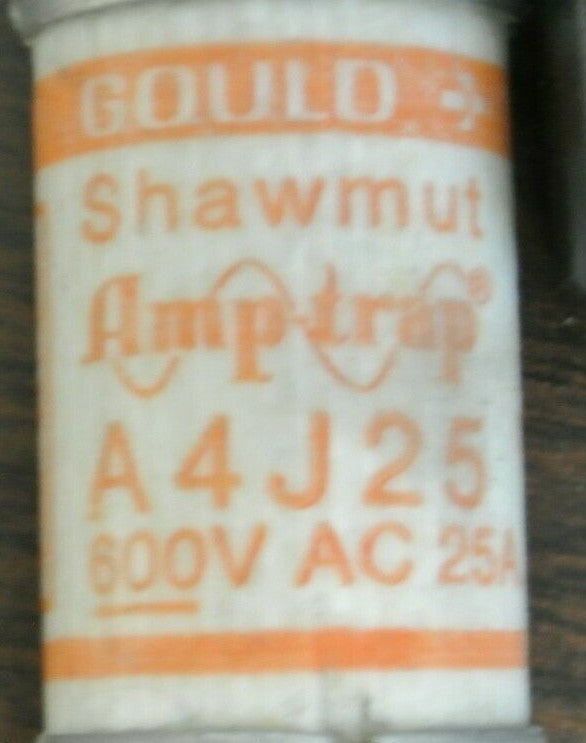 GOULD
Shawmut
Amp-trap®
A4J25
600V AC 25A